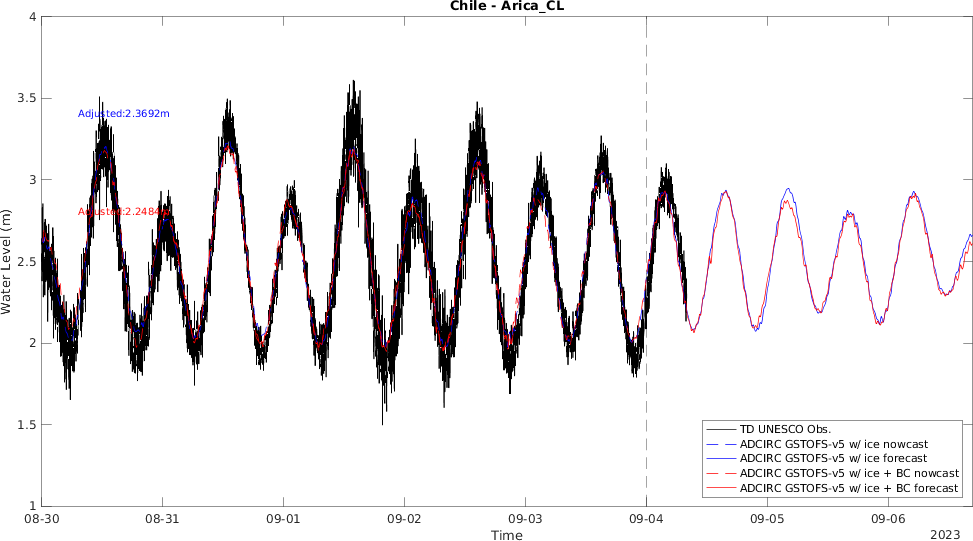 Chile - Arica_CL
4
3.5
3
2.5
2
1.5
1
Water Level (m)
Adjusted:2.3692m
Adjusted:2.2484m
TD UNESCO Obs.
ADCIRC GSTOFS-v5 w/ ice nowcast
ADCIRC GSTOFS-v5 w/ ice forecast
ADCIRC GSTOFS-v5 w/ ice + BC nowcast
ADCIRC GSTOFS-v5 w/ ice + BC forecast
08-30 08-31 09-01 09-02 09-03 09-04 09-05 09-06
Time
2023